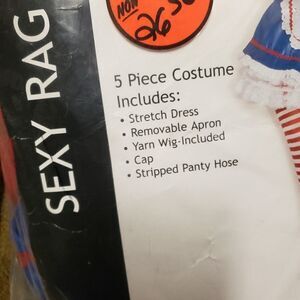 NOW
26
5 Piece Costume
Includes:
• Stretch Dress
• Removable Apron
• Yarn Wig-Included
• Cap
• Stripped Panty Hose
SEXY RAG